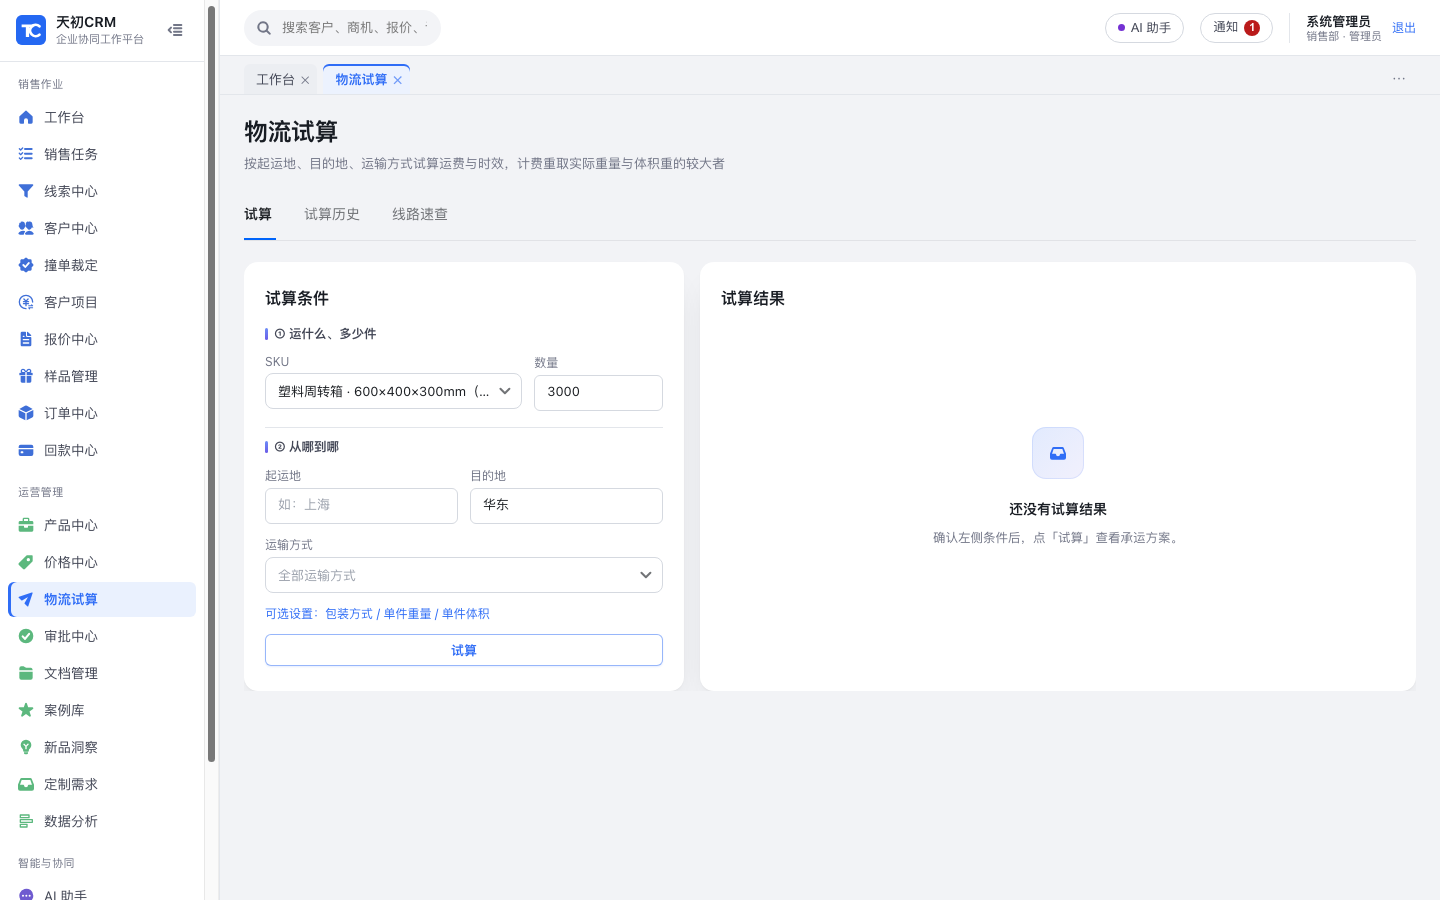 天初CRM
企业协同工作平台
搜索客户、商机、报价、
AI 助手
通知 1
系统管理员
销售部 · 管理员
退出
工作台
物流试算
物流试算
按起运地、目的地、运输方式试算运费与时效，计费重取实际重量与体积重的较大者
试算
试算历史
线路速查
销售作业
工作台
销售任务
线索中心
客户中心
撞单裁定
客户项目
报价中心
样品管理
订单中心
回款中心
运营管理
产品中心
价格中心
物流试算
审批中心
文档管理
案例库
新品洞察
定制需求
数据分析
智能与协同
AI 助手
试算条件
① 运什么、多少件
SKU
数量
塑料周转箱 · 600×400×300mm（...
3000
② 从哪到哪
起运地
目的地
如：上海
华东
运输方式
全部运输方式
可选设置：包装方式 / 单件重量 / 单件体积
试算
试算结果
还没有试算结果
确认左侧条件后，点「试算」查看承运方案。